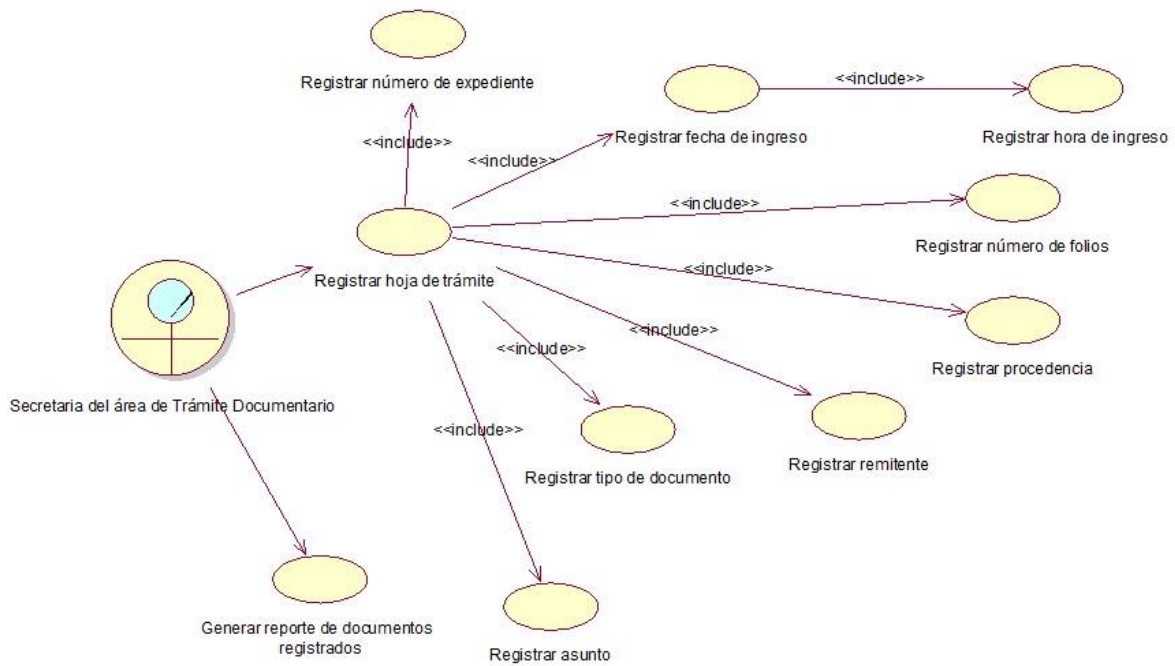 Registrar número de expediente
<<include>>
Registrar fecha de ingreso
Registrar hora de ingreso
<<include>>
<<include>>
<<include>>
Registrar número de folios
Registrar hoja de trámite
<<include>>
<<include>>
<<include>>
Registrar procedencia
Secretaria del área de Trámite Documentario
<<include>>
Registrar tipo de documento
Registrar remitente
Generar reporte de documentos
registrados
Registrar asunto